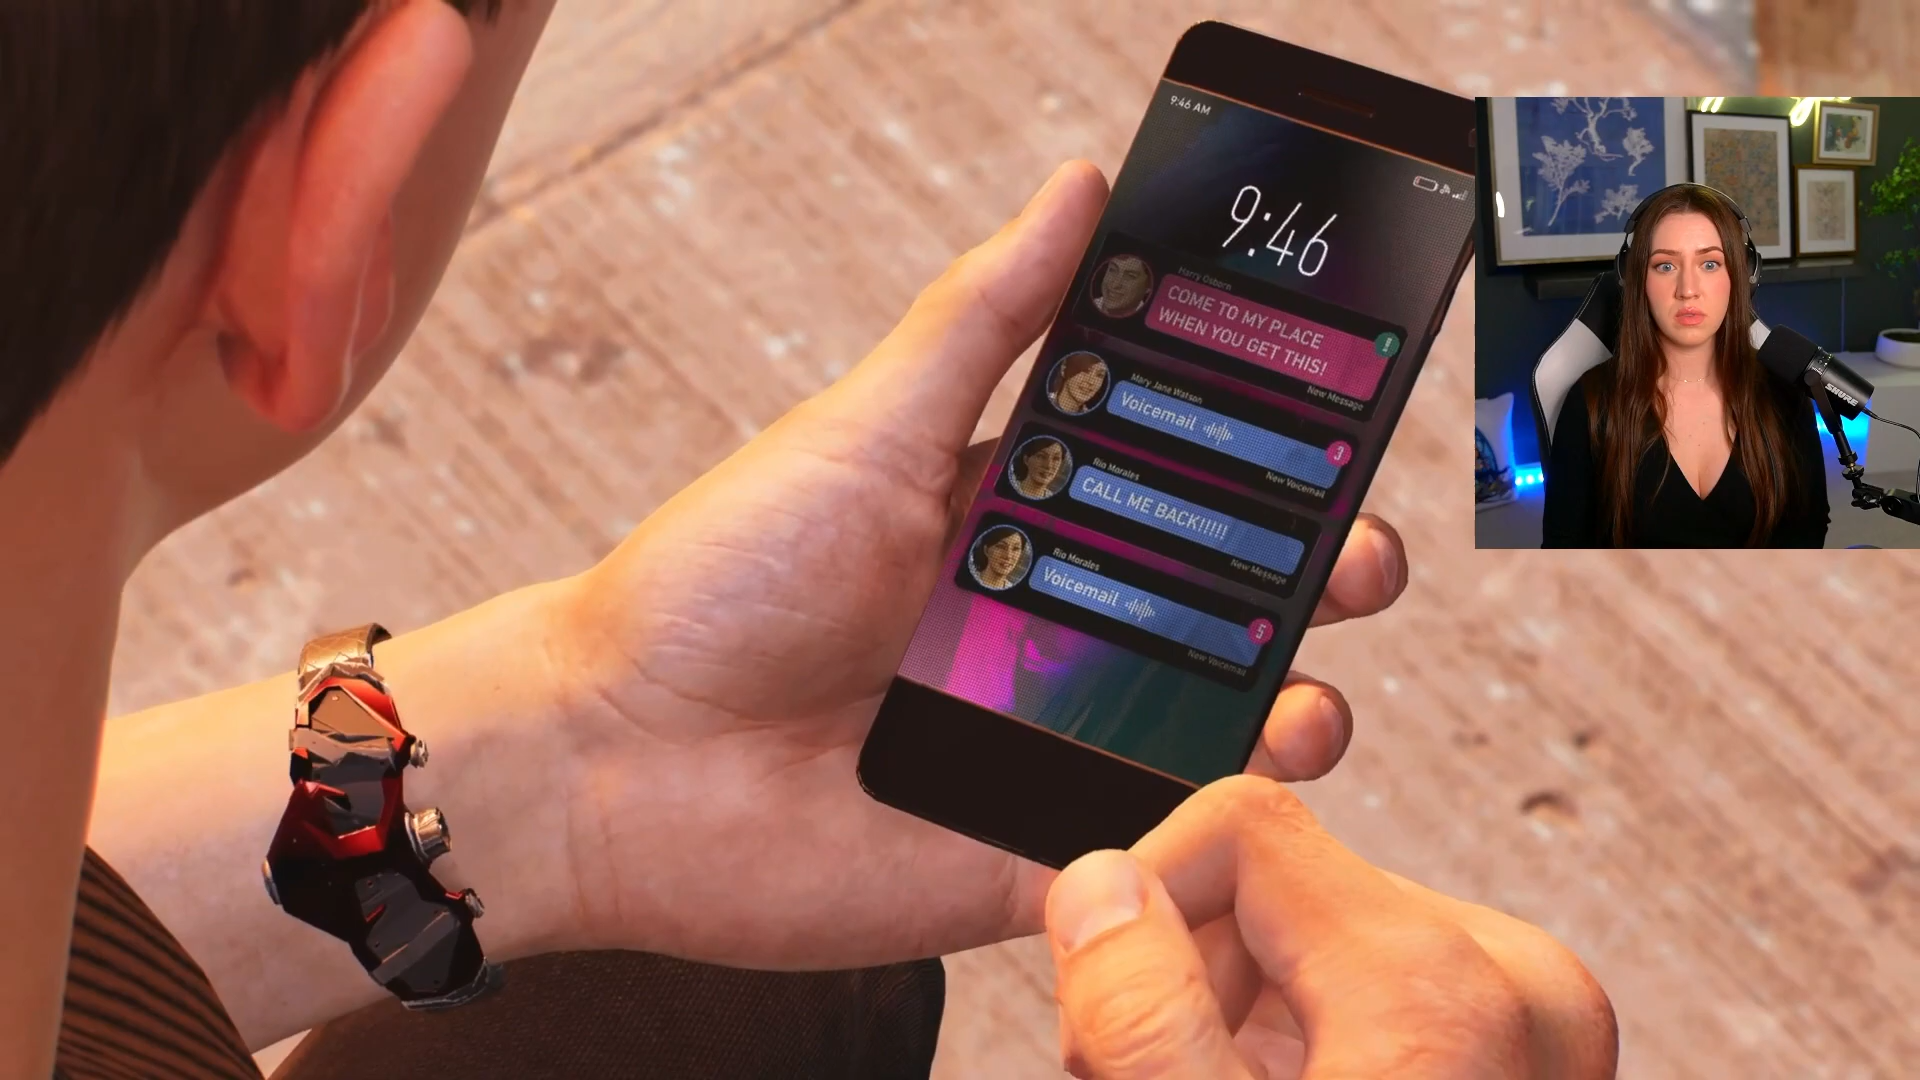 9:46 AM
9:46
Harry Osborn
COME TO MY PLACE
WHEN YOU GET THIS!
!
New Message
Mary Jane Watson
Voicemail
3
New Voicemail
Rio Morales
CALL ME BACK!!!!!
New Message
Rio Morales
Voicemail
5
New Voicemail
SHURE